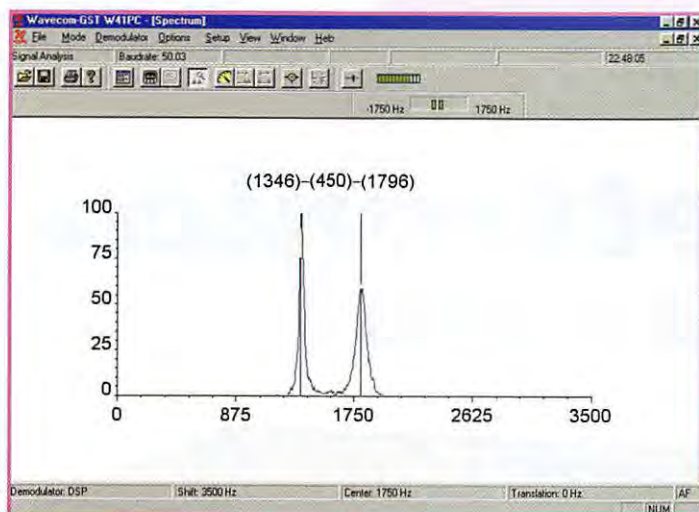 Wavecom-GST W41PC - [Spectrum]
File Mode Demodulator Options Setup View Window Help
Signal Analysis Baudrate: 50.03 22:48:05
-1750 Hz 1750 Hz
(1346)-(450)-(1796)
100
75
50
25
0
0 875 1750 2625 3500
Demodulator: DSP Shift: 3500 Hz Center: 1750 Hz Translation: 0 Hz AF
NUM